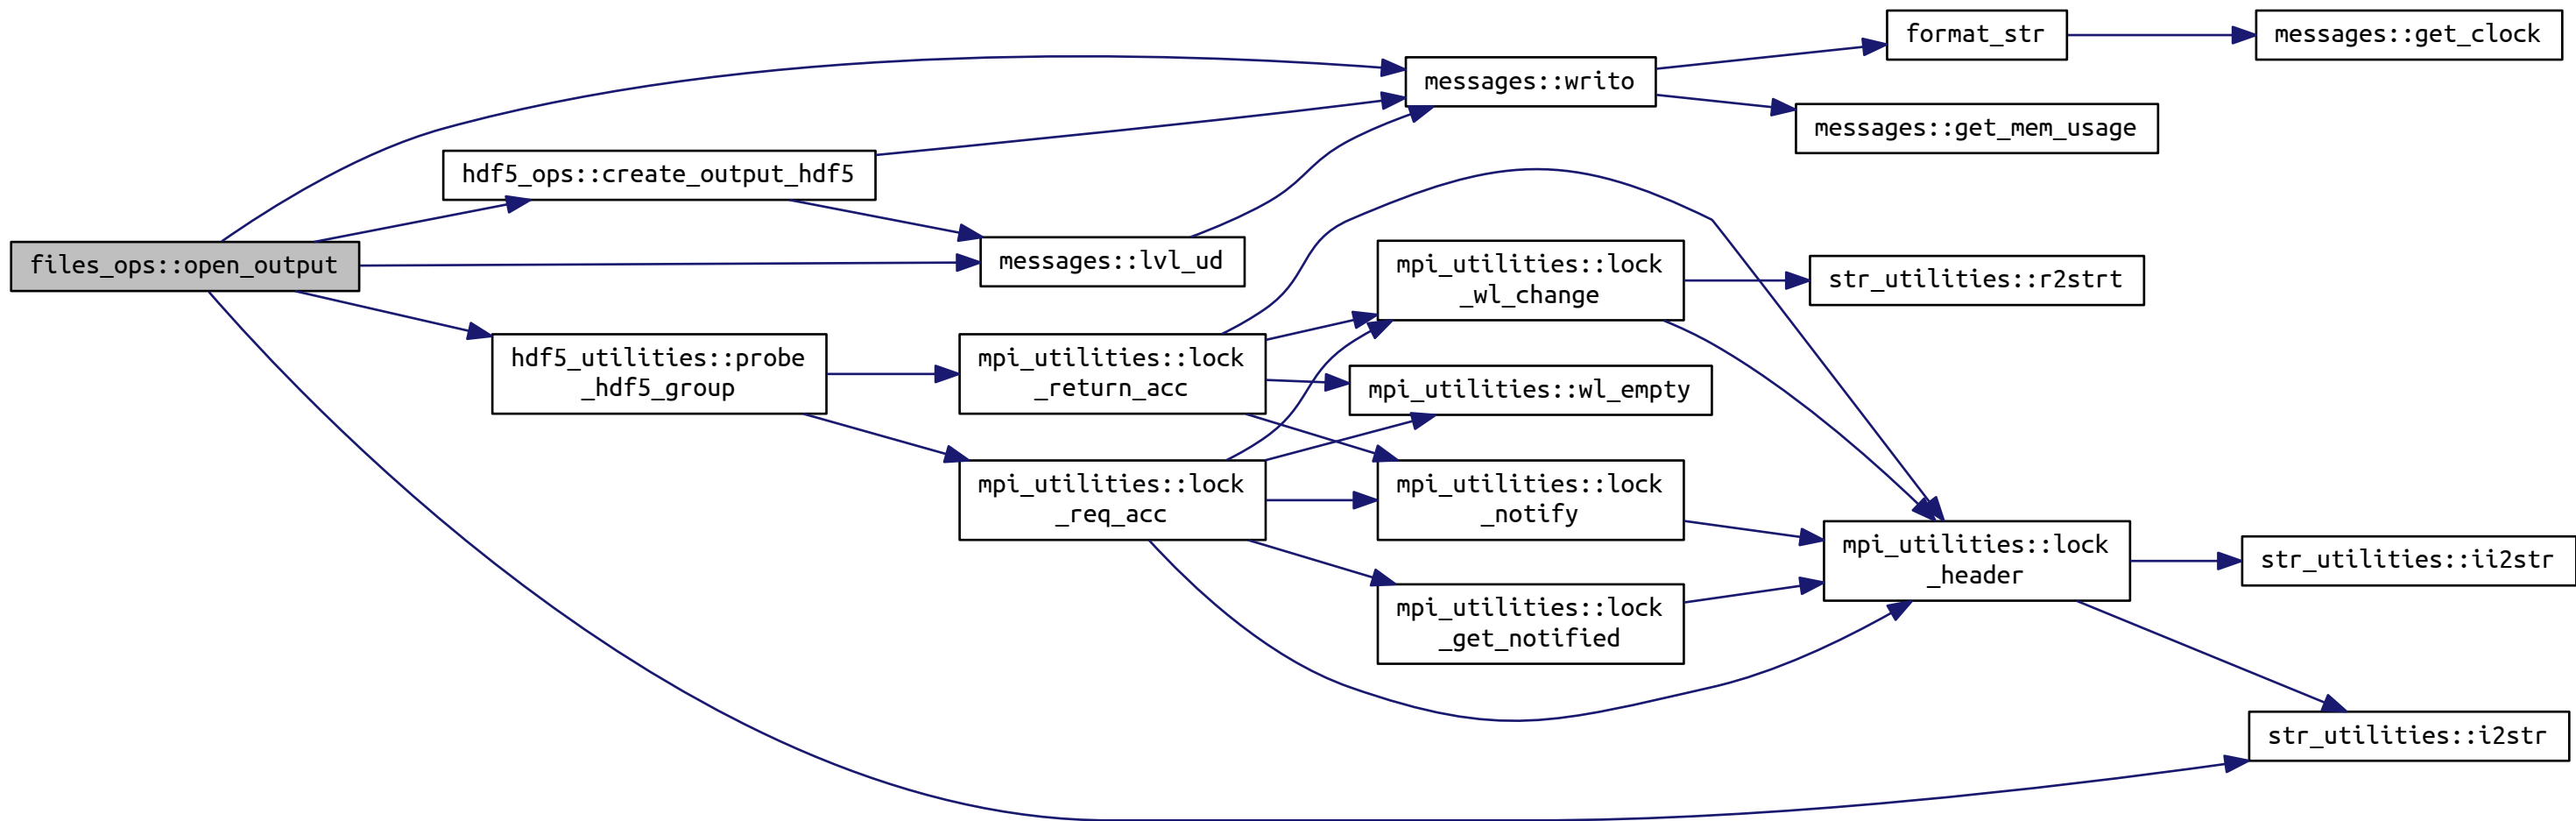 format_str
messages::get_clock
messages::writo
messages::get_mem_usage
hdf5_ops::create_output_hdf5
files_ops::open_output
messages::lvl_ud
mpi_utilities::lock
_wl_change
str_utilities::r2strt
hdf5_utilities::probe
_hdf5_group
mpi_utilities::lock
_return_acc
mpi_utilities::wl_empty
mpi_utilities::lock
_req_acc
mpi_utilities::lock
_notify
mpi_utilities::lock
_header
str_utilities::ii2str
mpi_utilities::lock
_get_notified
str_utilities::i2str